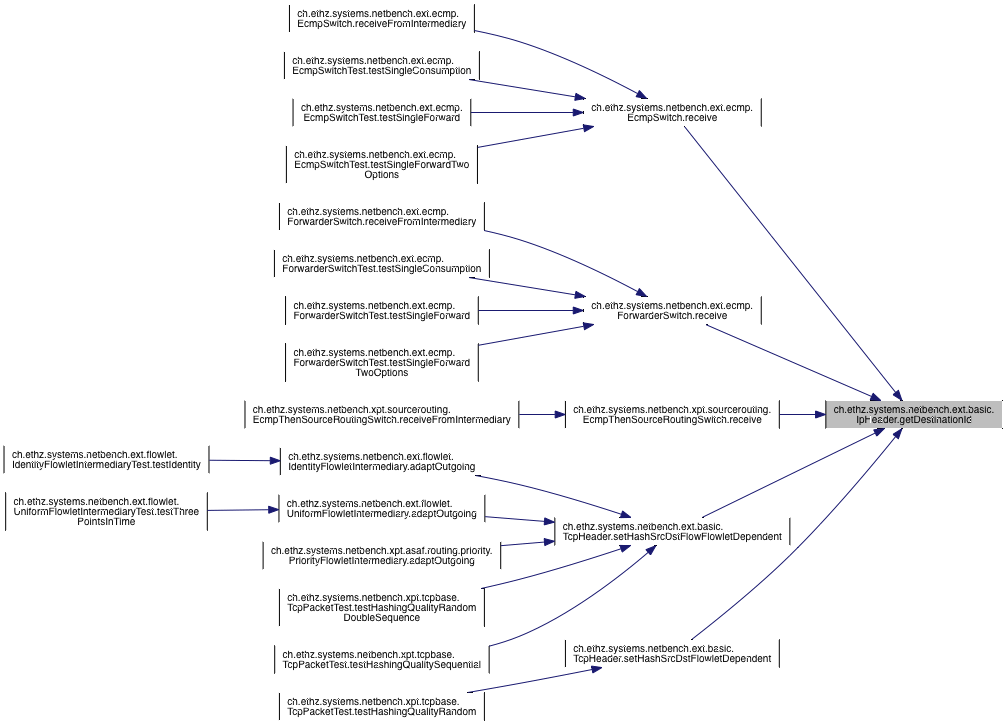 ch.ethz.systems.netbench.ext.ecmp.
EcmpSwitch.receiveFromIntermediary
ch.ethz.systems.netbench.ext.ecmp.
EcmpSwitchTest.testSingleConsumption
ch.ethz.systems.netbench.ext.ecmp.
EcmpSwitchTest.testSingleForward
ch.ethz.systems.netbench.ext.ecmp.
EcmpSwitchTest.testSingleForwardTwo
Options
ch.ethz.systems.netbench.ext.ecmp.
EcmpSwitch.receive
ch.ethz.systems.netbench.ext.ecmp.
ForwarderSwitch.receiveFromIntermediary
ch.ethz.systems.netbench.ext.ecmp.
ForwarderSwitchTest.testSingleConsumption
ch.ethz.systems.netbench.ext.ecmp.
ForwarderSwitchTest.testSingleForward
ch.ethz.systems.netbench.ext.ecmp.
ForwarderSwitchTest.testSingleForward
TwoOptions
ch.ethz.systems.netbench.ext.ecmp.
ForwarderSwitch.receive
ch.ethz.systems.netbench.xpt.sourcerouting.
EcmpThenSourceRoutingSwitch.receiveFromIntermediary
ch.ethz.systems.netbench.xpt.sourcerouting.
EcmpThenSourceRoutingSwitch.receive
ch.ethz.systems.netbench.ext.basic.
IpHeader.getDestinationId
ch.ethz.systems.netbench.ext.flowlet.
IdentityFlowletIntermediaryTest.testIdentity
ch.ethz.systems.netbench.ext.flowlet.
IdentityFlowletIntermediary.adaptOutgoing
ch.ethz.systems.netbench.ext.flowlet.
UniformFlowletIntermediaryTest.testThree
PointsInTime
ch.ethz.systems.netbench.ext.flowlet.
UniformFlowletIntermediary.adaptOutgoing
ch.ethz.systems.netbench.xpt.asaf.routing.priority.
PriorityFlowletIntermediary.adaptOutgoing
ch.ethz.systems.netbench.ext.basic.
TcpHeader.setHashSrcDstFlowFlowletDependent
ch.ethz.systems.netbench.xpt.tcpbase.
TcpPacketTest.testHashingQualityRandom
DoubleSequence
ch.ethz.systems.netbench.xpt.tcpbase.
TcpPacketTest.testHashingQualitySequential
ch.ethz.systems.netbench.ext.basic.
TcpHeader.setHashSrcDstFlowletDependent
ch.ethz.systems.netbench.xpt.tcpbase.
TcpPacketTest.testHashingQualityRandom